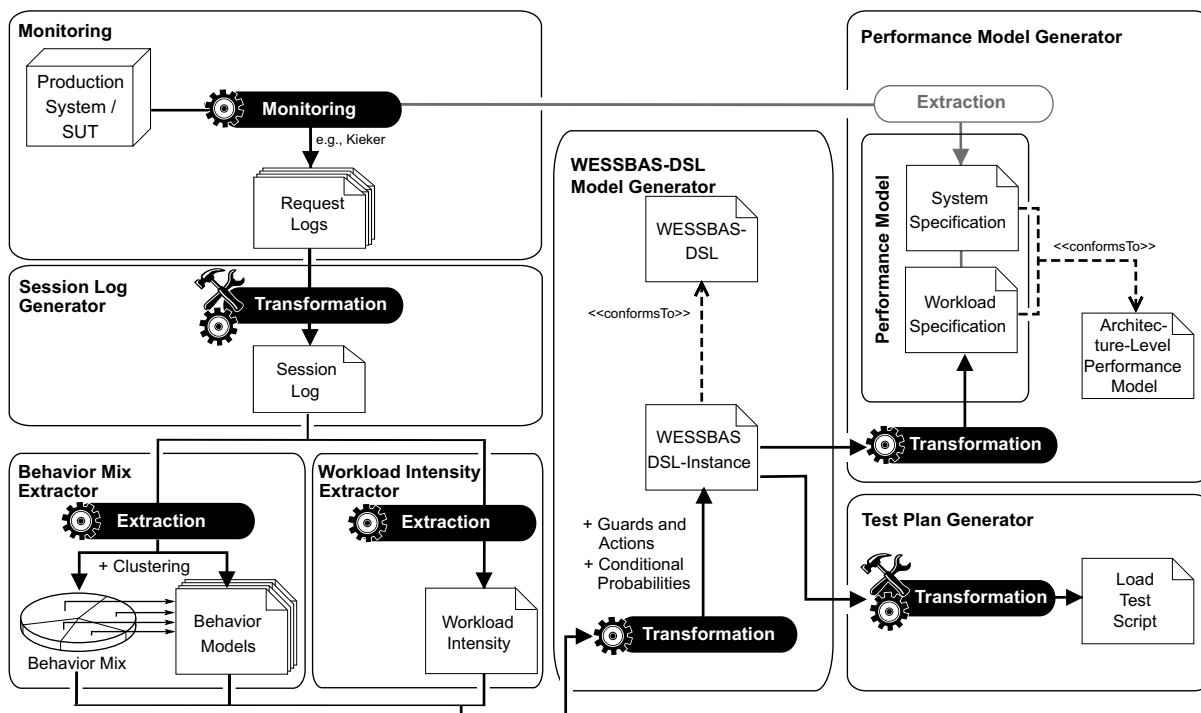 Monitoring
Production
System /
SUT
Monitoring
e.g., Kieker
Request
Logs
Session Log
Generator
Transformation
Session
Log
Behavior Mix
Extractor
Extraction
+ Clustering
Behavior Mix
Behavior
Models
Workload Intensity
Extractor
Extraction
Workload
Intensity
WESSBAS-DSL
Model Generator
WESSBAS-
DSL
<<conformsTo>>
WESSBAS
DSL-Instance
+ Guards and
Actions
+ Conditional
Probabilities
Transformation
Performance Model Generator
Extraction
Performance Model
System
Specification
Workload
Specification
<<conformsTo>>
Architec-
ture-Level
Performance
Model
Transformation
Test Plan Generator
Transformation
Load
Test
Script